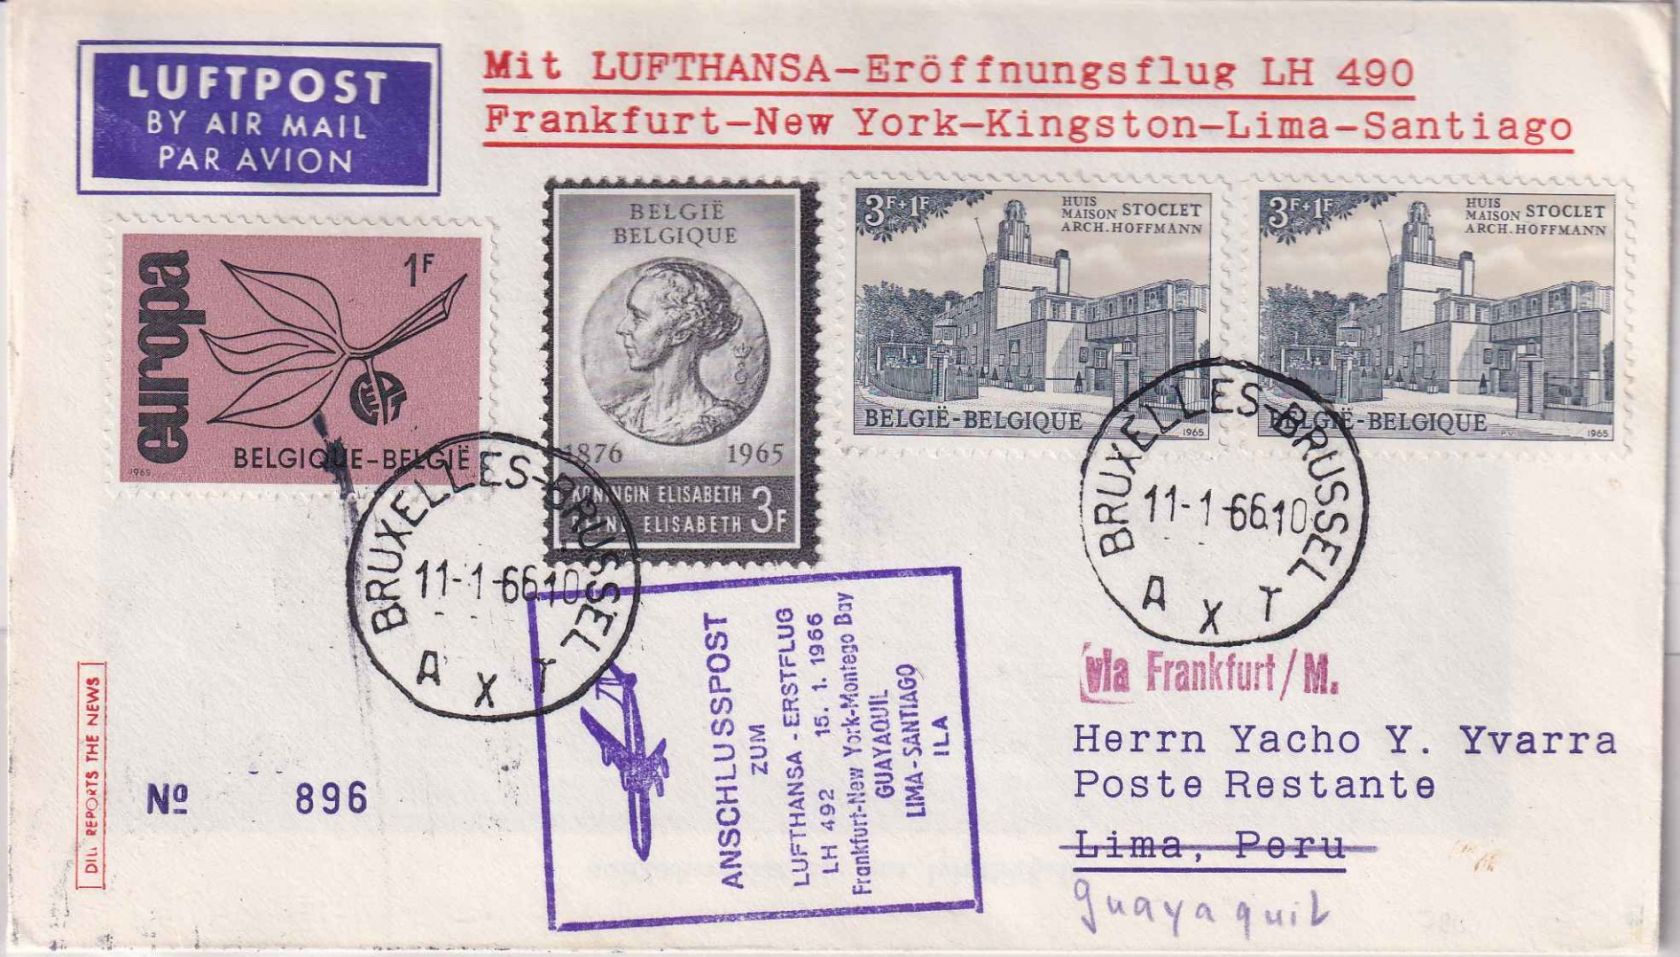 LUFTPOST
BY AIR MAIL
PAR AVION
Mit LUFTHANSA-Eröffnungsflug LH 490
Frankfurt-New York-Kingston-Lima-Santiago
europa
1F
CEPT
BELGIQUE-BELGIË
1965
BELGIË
BELGIQUE
1876 1965
KONINGIN ELISABETH
REINE ELISABETH 3F
3F+1F
HUIS
MAISON STOCLET
ARCH. HOFFMANN
BELGIË-BELGIQUE
1965
3F+1F
HUIS
MAISON STOCLET
ARCH. HOFFMANN
BELGIË-BELGIQUE
1965
BRUXELLES-BRUSSEL
11-1-66 10
A X T
BRUXELLES-BRUSSEL
11-1-66 10
A X T
ANSCHLUSSPOST
ZUM
LUFTHANSA - ERSTFLUG
LH 492 15. 1. 1966
Frankfurt-New York-Montego Bay
GUAYAQUIL
LIMA-SANTIAGO
ILA
via Frankfurt/M.
Herrn Yacho Y. Yvarra
Poste Restante
Lima, Peru
Guayaquil
DILL REPORTS THE NEWS
Nº 896